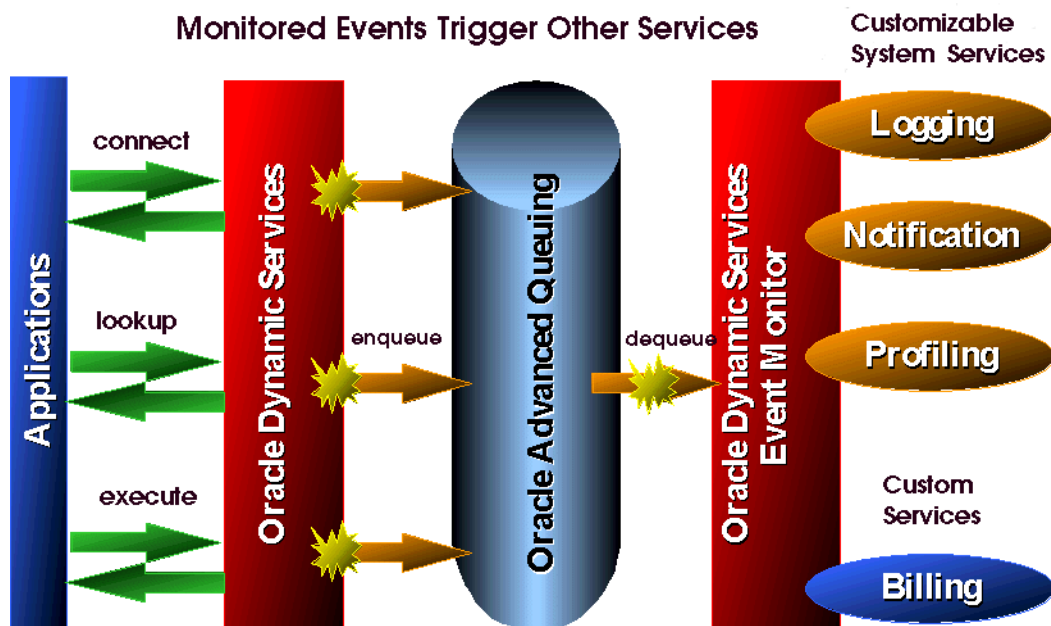 Monitored Events Trigger Other Services
Customizable
System Services
Applications
connect
lookup
execute
Oracle Dynamic Services
enqueue
Oracle Advanced Queuing
dequeue
Oracle Dynamic Services
Event Monitor
Logging
Notification
Profiling
Custom
Services
Billing